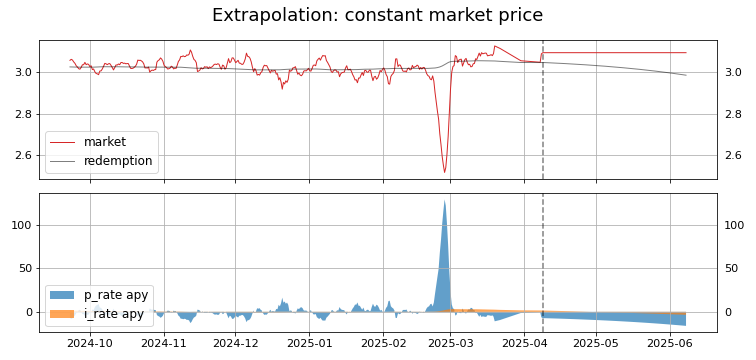 Extrapolation: constant market price
3.0
2.8
2.6
3.0
2.8
2.6
market
redemption
100
50
0
100
50
0
p_rate apy
i_rate apy
2024-10 2024-11 2024-12 2025-01 2025-02 2025-03 2025-04 2025-05 2025-06